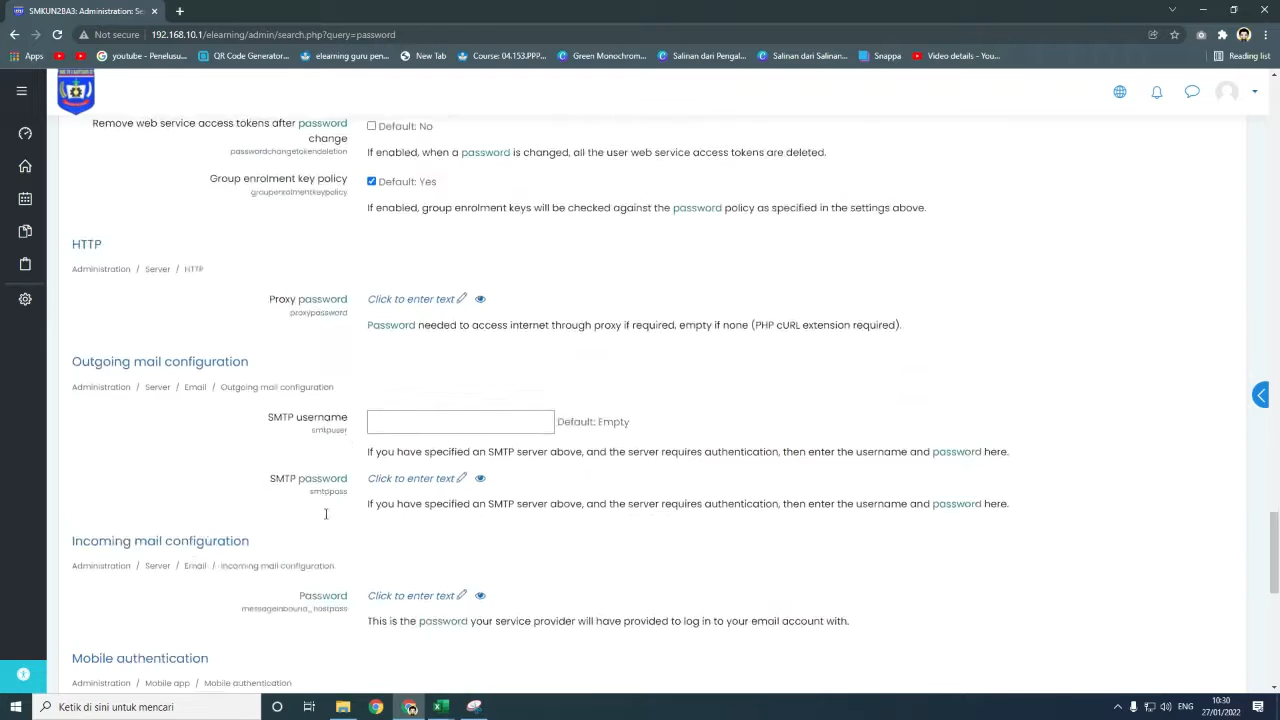 SMKUN2BA3: Administration: Se
Not secure
192.168.10.1/elearning/admin/search.php?query=password
Apps
youtube - Penelusu...
QR Code Generator...
elearning guru pen...
New Tab
Course: 04.153.PPP...
Green Monochrom...
Salinan dari Pengal...
Salinan dari Salinan...
Snappa
Video details - You...
Reading list
Remove web service access tokens after password
change
passwordchangetokendeletion
Default: No
If enabled, when a password is changed, all the user web service access tokens are deleted.
Group enrolment key policy
groupenrolmentkeypolicy
Default: Yes
If enabled, group enrolment keys will be checked against the password policy as specified in the settings above.
HTTP
Administration / Server / HTTP
Proxy password
proxypassword
Click to enter text
Password needed to access internet through proxy if required, empty if none (PHP cURL extension required).
Outgoing mail configuration
Administration / Server / Email / Outgoing mail configuration
SMTP username
smtpuser
Default: Empty
If you have specified an SMTP server above, and the server requires authentication, then enter the username and password here.
SMTP password
smtppass
Click to enter text
If you have specified an SMTP server above, and the server requires authentication, then enter the username and password here.
Incoming mail configuration
Administration / Server / Email / Incoming mail configuration
Password
messageinbound_hostpass
Click to enter text
This is the password your service provider will have provided to log in to your email account with.
Mobile authentication
Administration / Mobile app / Mobile authentication
Ketik di sini untuk mencari
ENG
10:30
27/01/2022